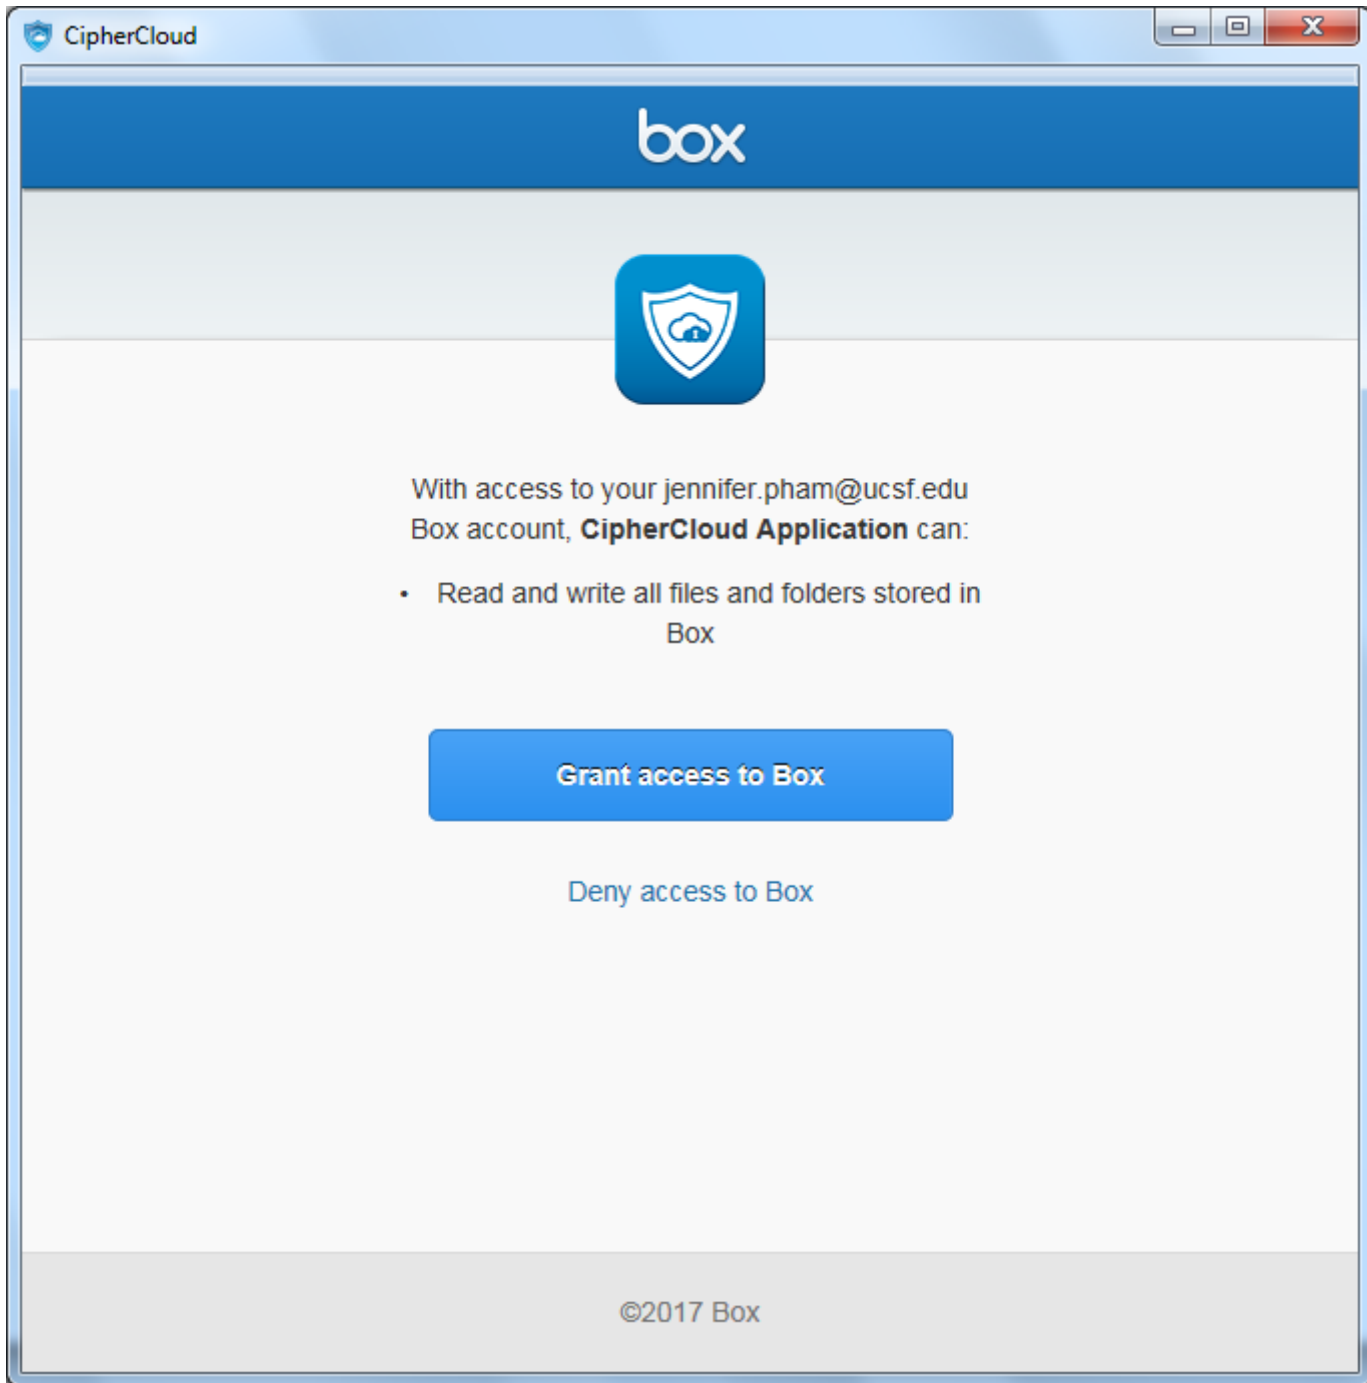 CipherCloud
box
With access to your jennifer.pham@ucsf.edu
Box account, CipherCloud Application can:
• Read and write all files and folders stored in
Box
Grant access to Box
Deny access to Box
©2017 Box